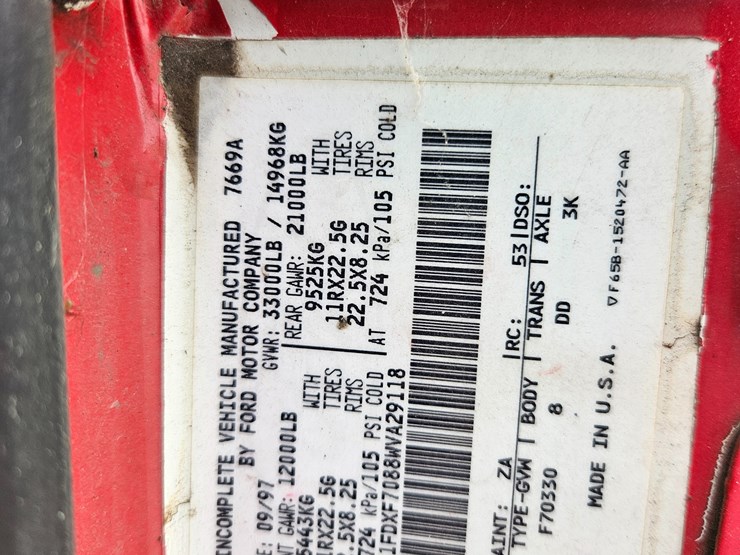 INCOMPLETE VEHICLE MANUFACTURED 7669A
BY FORD MOTOR COMPANY
E: 09/97 GVWR: 33000LB / 14968KG
NT GAWR: 12000LB REAR GAWR: 21000LB
5443KG WITH 9525KG WITH
1RX22.5G TIRES 11RX22.5G TIRES
2.5X8.25 RIMS 22.5X8.25 RIMS
724 kPa/105 PSI COLD AT 724 kPa/105 PSI COLD
1FDXF7088WVA29118
AINT: ZA RC: 53 DSO:
TYPE-GVW BODY TRANS AXLE
F70330 8 DD 3K
MADE IN U.S.A. ▽ F65B-1520472-AA